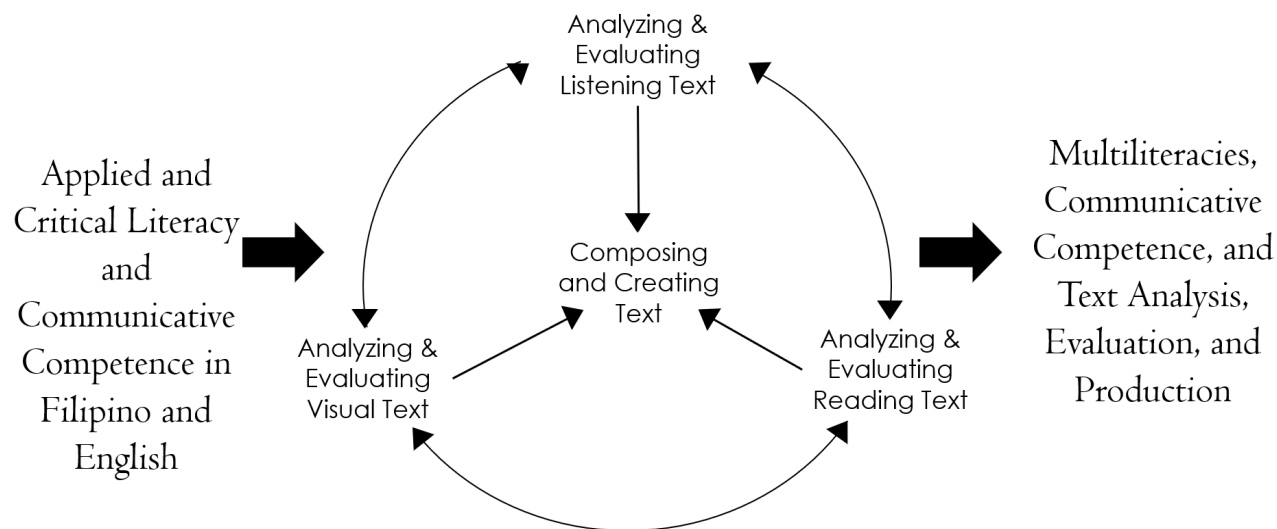 Analyzing &
Evaluating
Listening Text
Applied and
Critical Literacy
and
Communicative
Competence in
Filipino and
English
Composing
and Creating
Text
Analyzing &
Evaluating
Visual Text
Analyzing &
Evaluating
Reading Text
Multiliteracies,
Communicative
Competence, and
Text Analysis,
Evaluation, and
Production